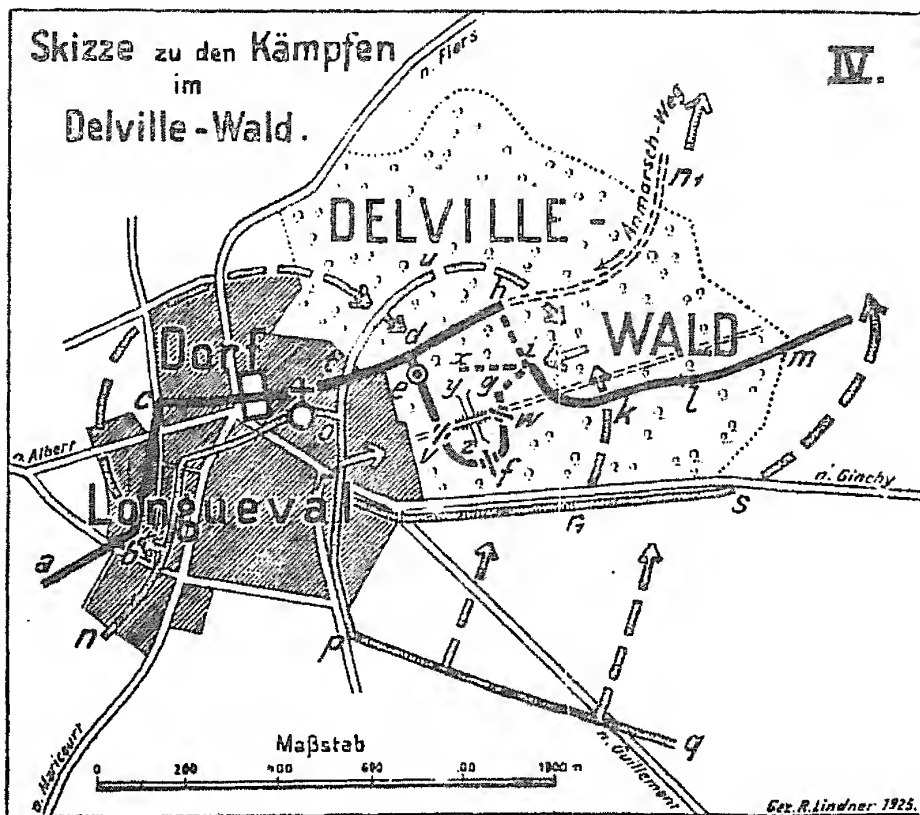 Skizze zu den Kämpfen
im
Delville-Wald.
IV.
n. Flers
Anmarsch-Weg
n1
DELVILLE-
u
h
d
Dorf
WALD
x
i
m
e
y
g
c
w
l
k
o
v
z
f
n. Albert
n. Ginchy
Longueval
s
r
a
b
n
p
q
Maßstab
0 200 400 600 800 1000 m
n. Maricourt
n. Guillemont
Gez. R. Lindner 1925.